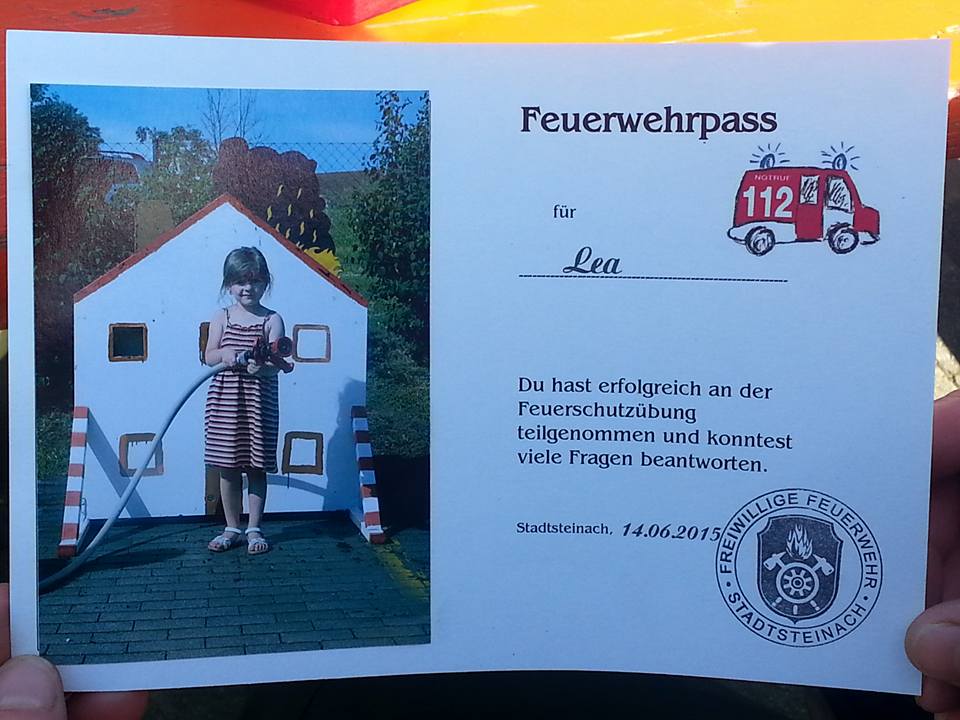 Feuerwehrpass
NOTRUF
112
für
Lea
Du hast erfolgreich an der
Feuerschutzübung
teilgenommen und konntest
viele Fragen beantworten.
Stadtsteinach, 14.06.2015
FREIWILLIGE FEUERWEHR
STADTSTEINACH